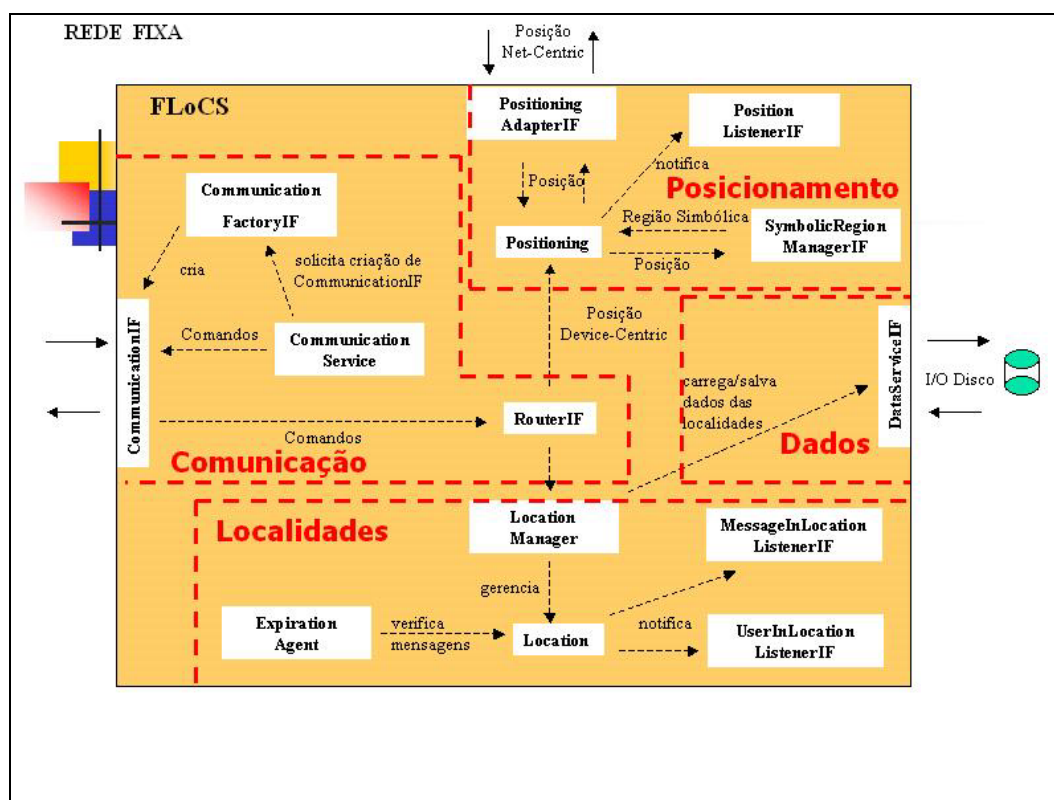 REDE FIXA
Posição
Net-Centric
FLoCS
Positioning
AdapterIF
Position
ListenerIF
notifica
Posição
Posicionamento
Communication
FactoryIF
Região Simbólica
Positioning
SymbolicRegion
ManagerIF
Posição
cria
solicita criação de
CommunicationIF
Posição
Device-Centric
Comandos
Communication
Service
CommunicationIF
DataServiceIF
I/O Disco
carrega/salva
dados das
localidades
RouterIF
Comandos
Dados
Comunicação
Localidades
Location
Manager
MessageInLocation
ListenerIF
gerencia
Expiration
Agent
verifica
mensagens
Location
notifica
UserInLocation
ListenerIF